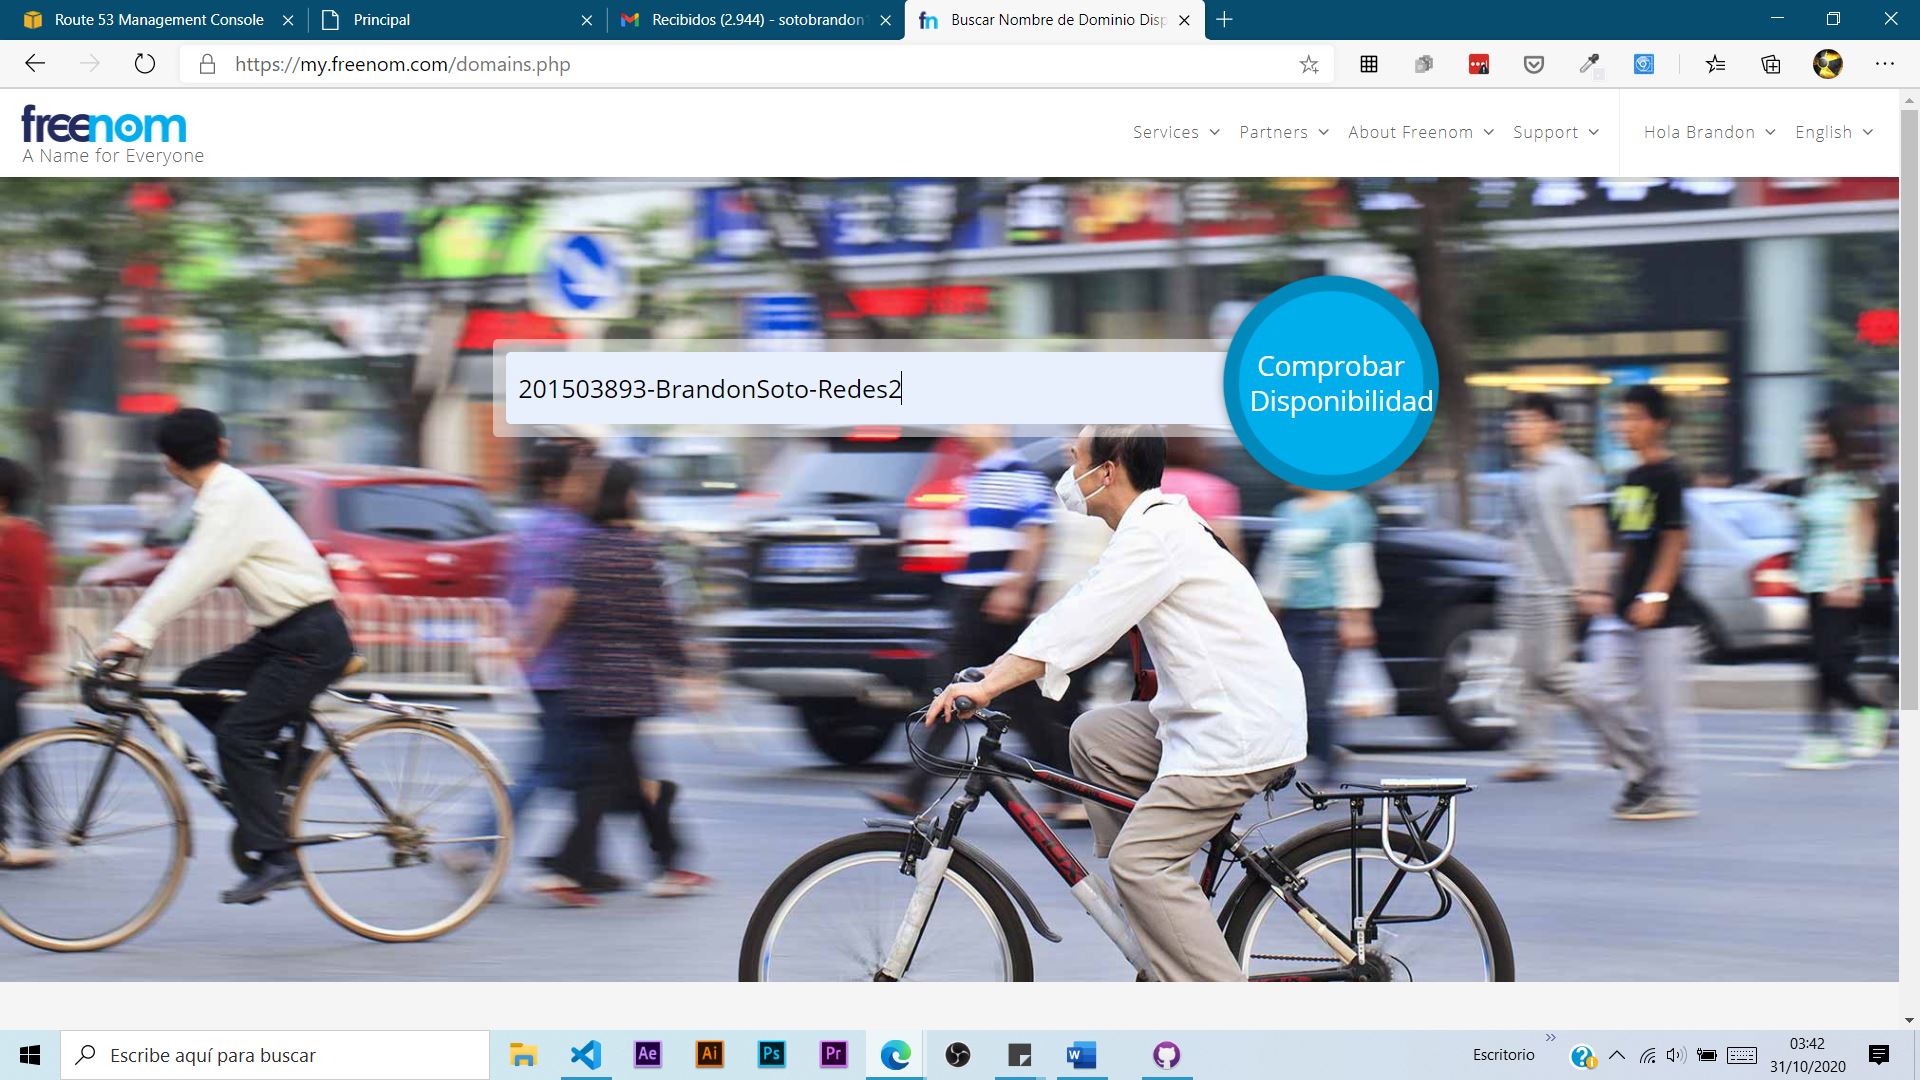 Route 53 Management Console
Principal
Recibidos (2.944) - sotobrandon
Buscar Nombre de Dominio Disp
https://my.freenom.com/domains.php
freenom
A Name for Everyone
Services
Partners
About Freenom
Support
Hola Brandon
English
201503893-BrandonSoto-Redes2
Comprobar
Disponibilidad
CRUX
Escribe aquí para buscar
Ae
Ai
Ps
Pr
Escritorio
03:42
31/10/2020